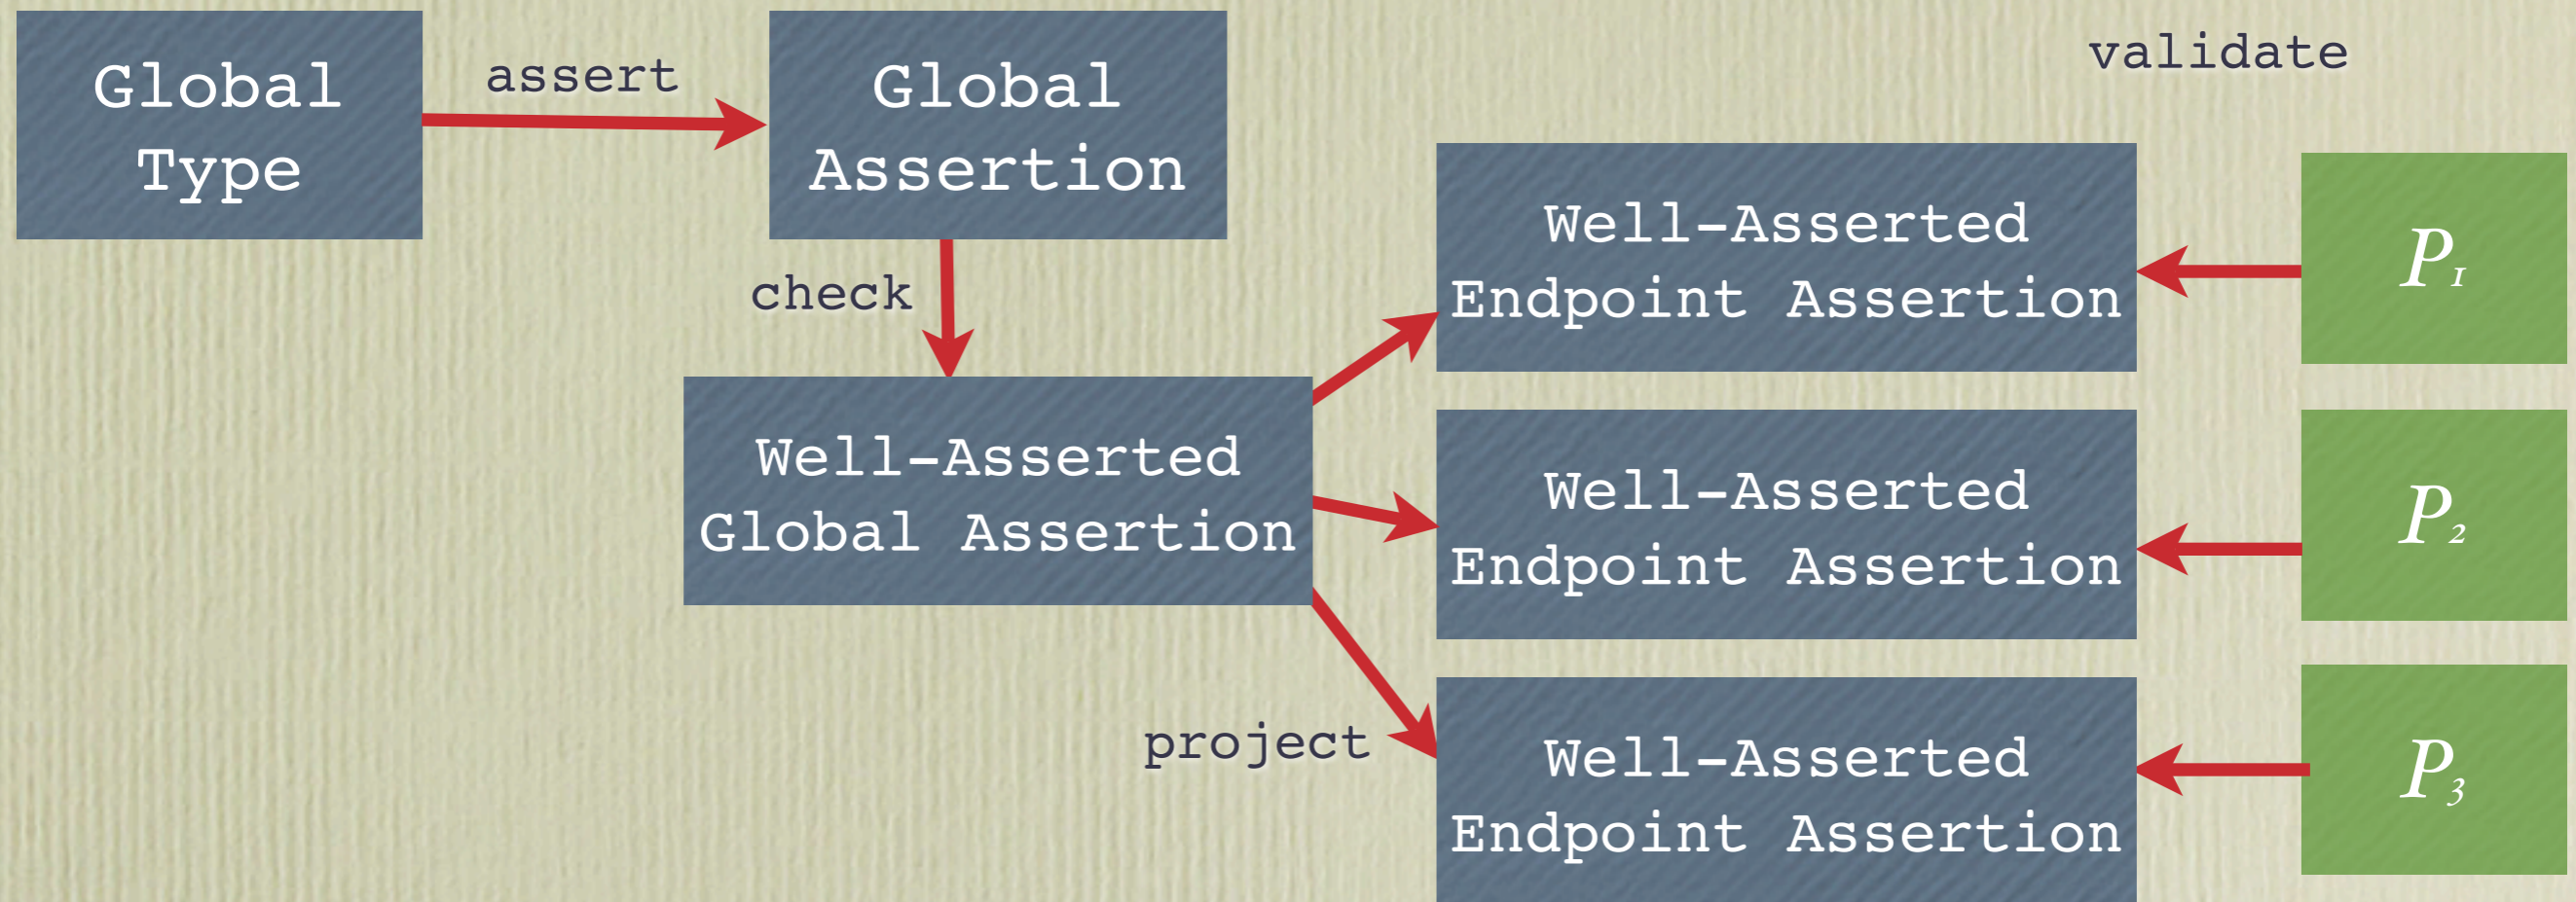 Global
Type
assert
Global
Assertion
check
Well-Asserted
Global Assertion
project
Well-Asserted
Endpoint Assertion
Well-Asserted
Endpoint Assertion
Well-Asserted
Endpoint Assertion
validate
P₁
P₂
P₃